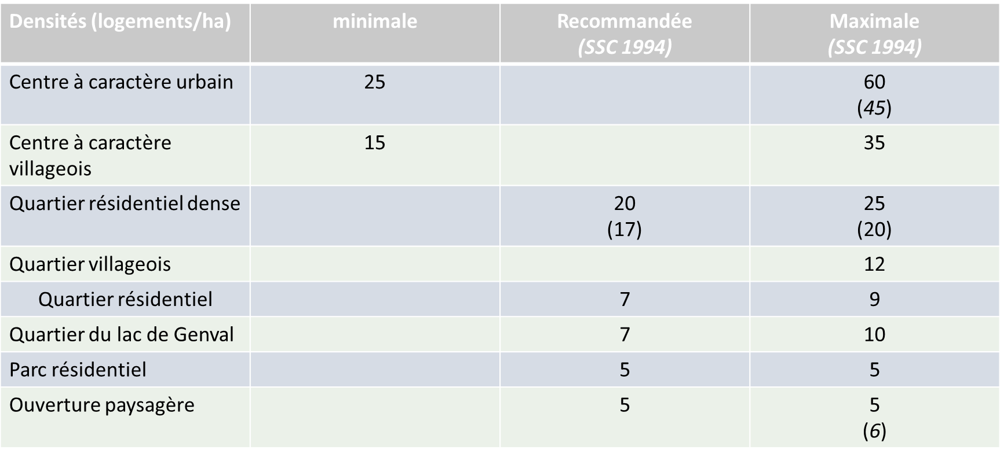 Densités (logements/ha) minimale Recommandée Maximale
(SSC 1994) (SSC 1994)
Centre à caractère urbain 25 60
(45)
Centre à caractère 15 35
villageois
Quartier résidentiel dense 20 25
(17) (20)
Quartier villageois 12
Quartier résidentiel 7 9
Quartier du lac de Genval 7 10
Parc résidentiel 5 5
Ouverture paysagère 5 5
(6)